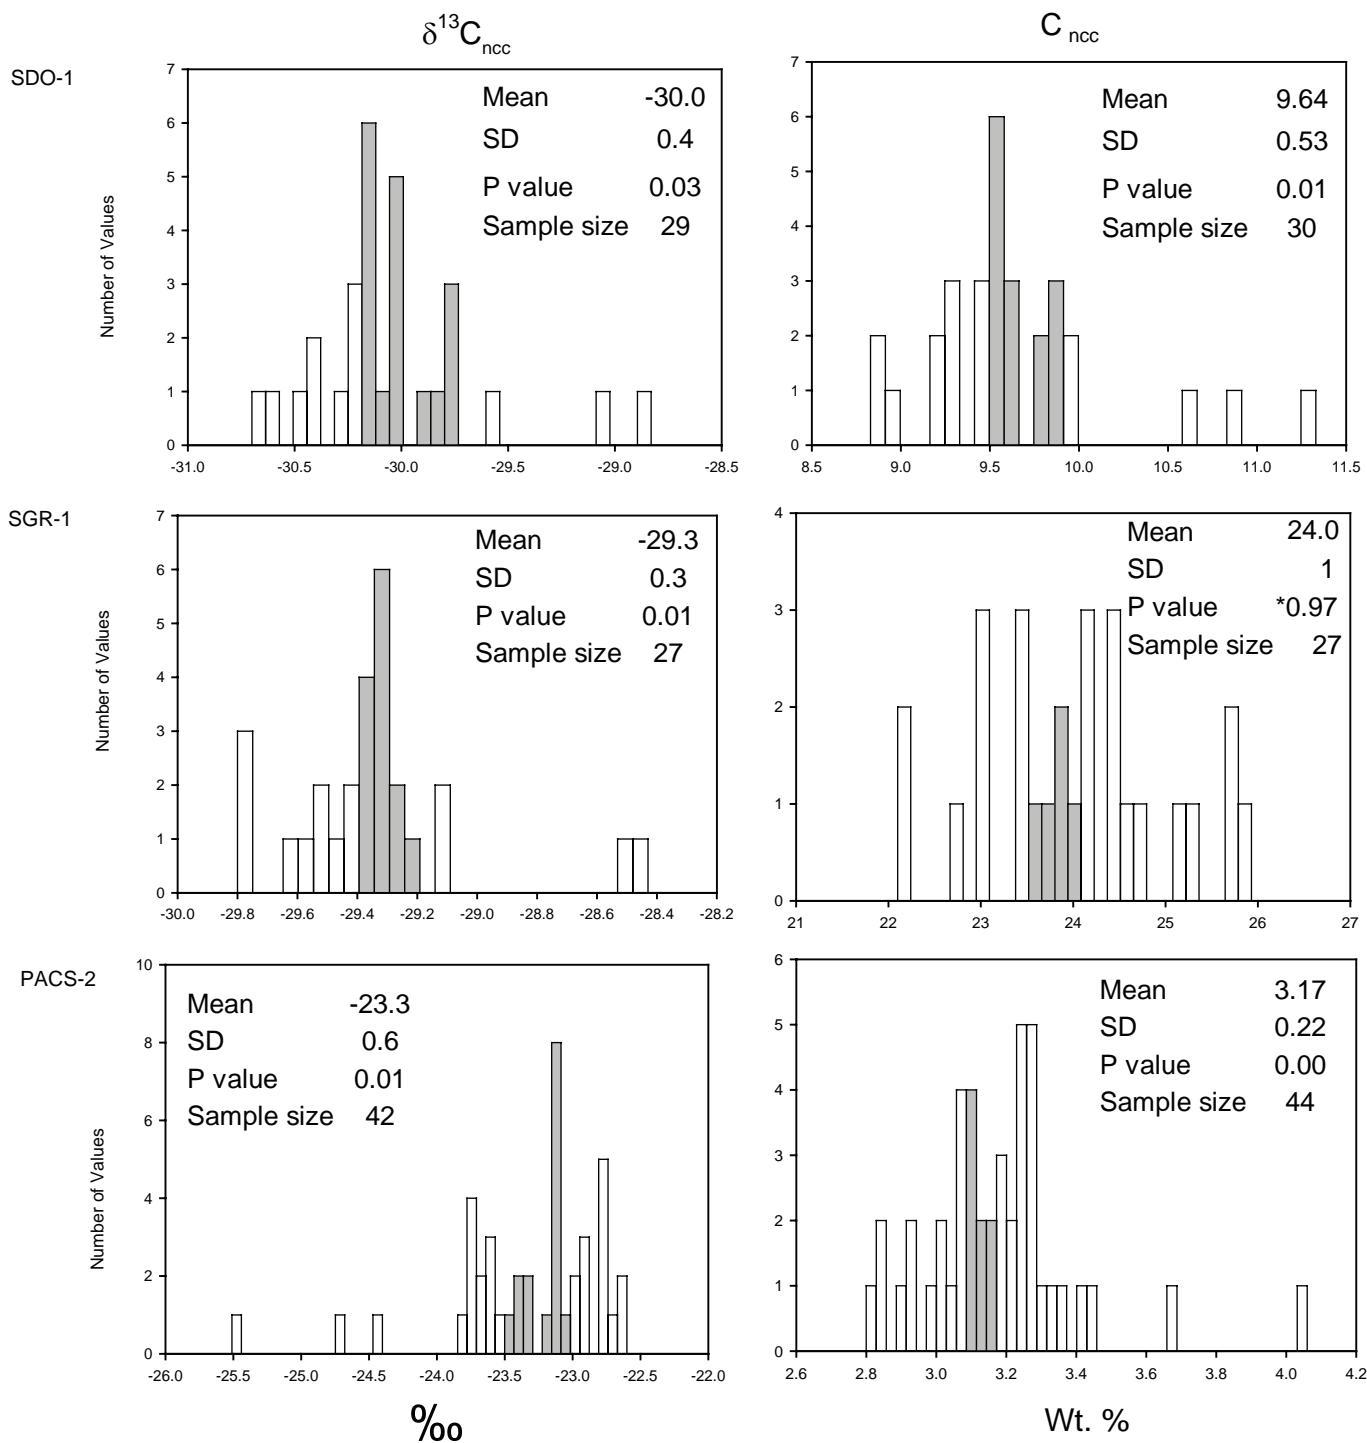 δ13Cncc
C ncc
SDO-1
Number of Values
7
6
5
4
3
2
1
0
Mean -30.0
SD 0.4
P value 0.03
Sample size 29
-31.0 -30.5 -30.0 -29.5 -29.0 -28.5
7
6
5
4
3
2
1
0
Mean 9.64
SD 0.53
P value 0.01
Sample size 30
8.5 9.0 9.5 10.0 10.5 11.0 11.5
SGR-1
Number of Values
7
6
5
4
3
2
1
0
Mean -29.3
SD 0.3
P value 0.01
Sample size 27
-30.0 -29.8 -29.6 -29.4 -29.2 -29.0 -28.8 -28.6 -28.4 -28.2
4
3
2
1
0
Mean 24.0
SD 1
P value *0.97
Sample size 27
21 22 23 24 25 26 27
PACS-2
Number of Values
10
8
6
4
2
0
Mean -23.3
SD 0.6
P value 0.01
Sample size 42
-26.0 -25.5 -25.0 -24.5 -24.0 -23.5 -23.0 -22.5 -22.0
‰
6
5
4
3
2
1
0
Mean 3.17
SD 0.22
P value 0.00
Sample size 44
2.6 2.8 3.0 3.2 3.4 3.6 3.8 4.0 4.2
Wt. %